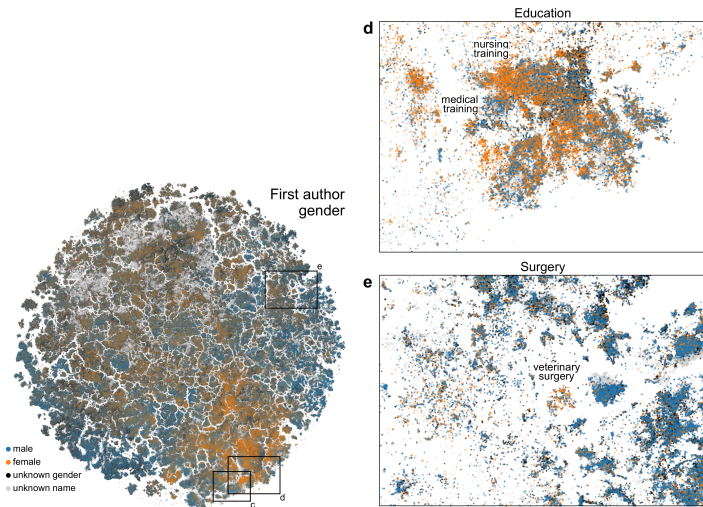 Education
d
nursing
training
medical
training
First author
gender
e
male
female
unknown gender
unknown name
d
c
Surgery
e
veterinary
surgery